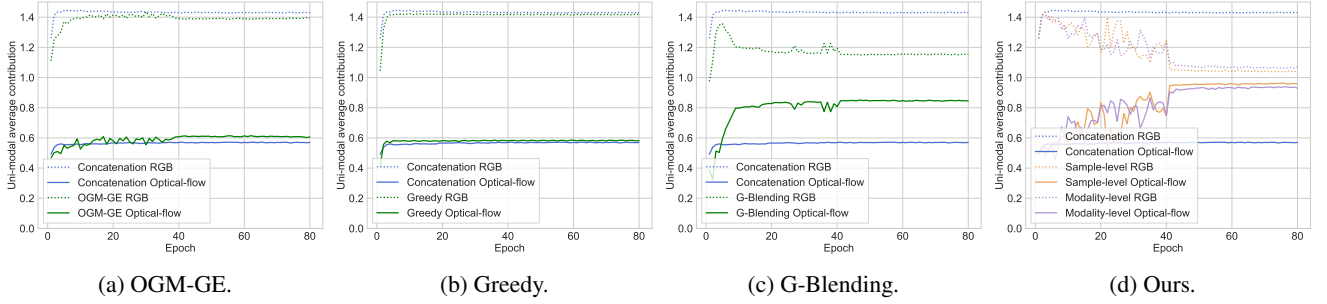 Uni-modal average contribution
1.4
1.2
1.0
0.8
0.6
0.4
0.2
0.0
Concatenation RGB
Concatenation Optical-flow
OGM-GE RGB
OGM-GE Optical-flow
0 20 40 60 80
Epoch
(a) OGM-GE.
Uni-modal average contribution
1.4
1.2
1.0
0.8
0.6
0.4
0.2
0.0
Concatenation RGB
Concatenation Optical-flow
Greedy RGB
Greedy Optical-flow
0 20 40 60 80
Epoch
(b) Greedy.
Uni-modal average contribution
1.4
1.2
1.0
0.8
0.6
0.4
0.2
0.0
Concatenation RGB
Concatenation Optical-flow
G-Blending RGB
G-Blending Optical-flow
0 20 40 60 80
Epoch
(c) G-Blending.
Uni-modal average contribution
1.4
1.2
1.0
0.8
0.6
0.4
0.2
0.0
Concatenation RGB
Concatenation Optical-flow
Sample-level RGB
Sample-level Optical-flow
Modality-level RGB
Modality-level Optical-flow
0 20 40 60 80
Epoch
(d) Ours.